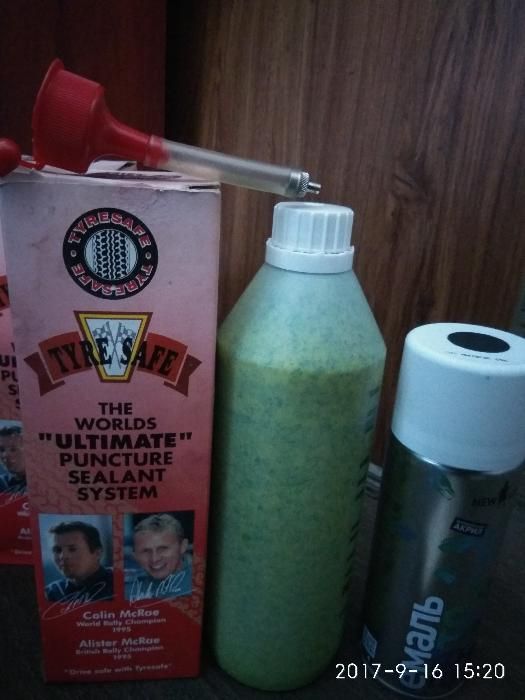 TYRESAFE
TYRESAFE
TYRE SAFE
THE
WORLDS
"ULTIMATE"
PUNCTURE
SEALANT
SYSTEM
Colin McRae
World Rally Champion
1995
Alister McRae
British Rally Champion
1995
"Drive safe with Tyresafe"
NEW
АКРИЛ
эмаль
2017-9-16 15:20